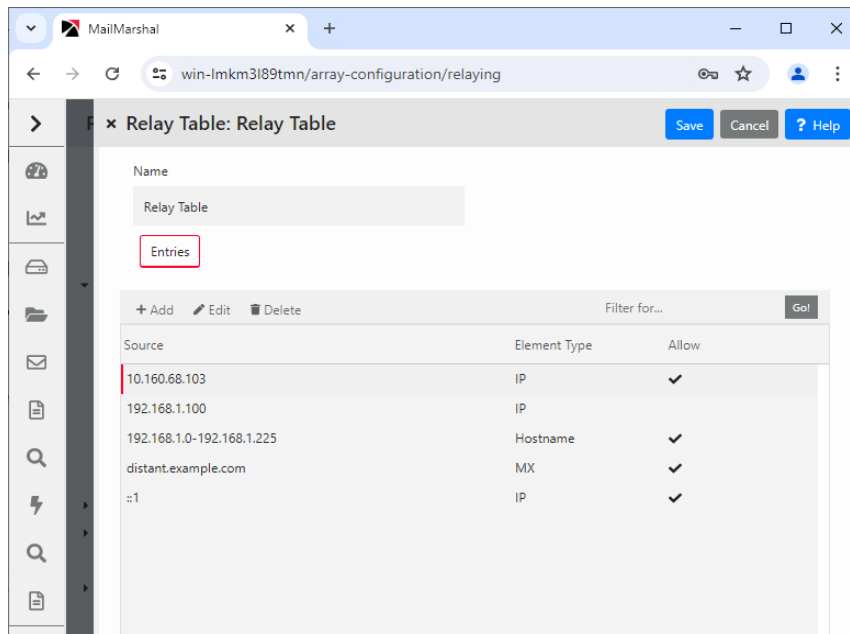 MailMarshal
win-lmkm3l89tmn/array-configuration/relaying
Relay Table: Relay Table
Save Cancel ? Help
Name
Relay Table
Entries
Add Edit Delete Filter for... Go!
Source Element Type Allow
10.160.68.103 IP
192.168.1.100 IP
192.168.1.0-192.168.1.225 Hostname
distant.example.com MX
::1 IP